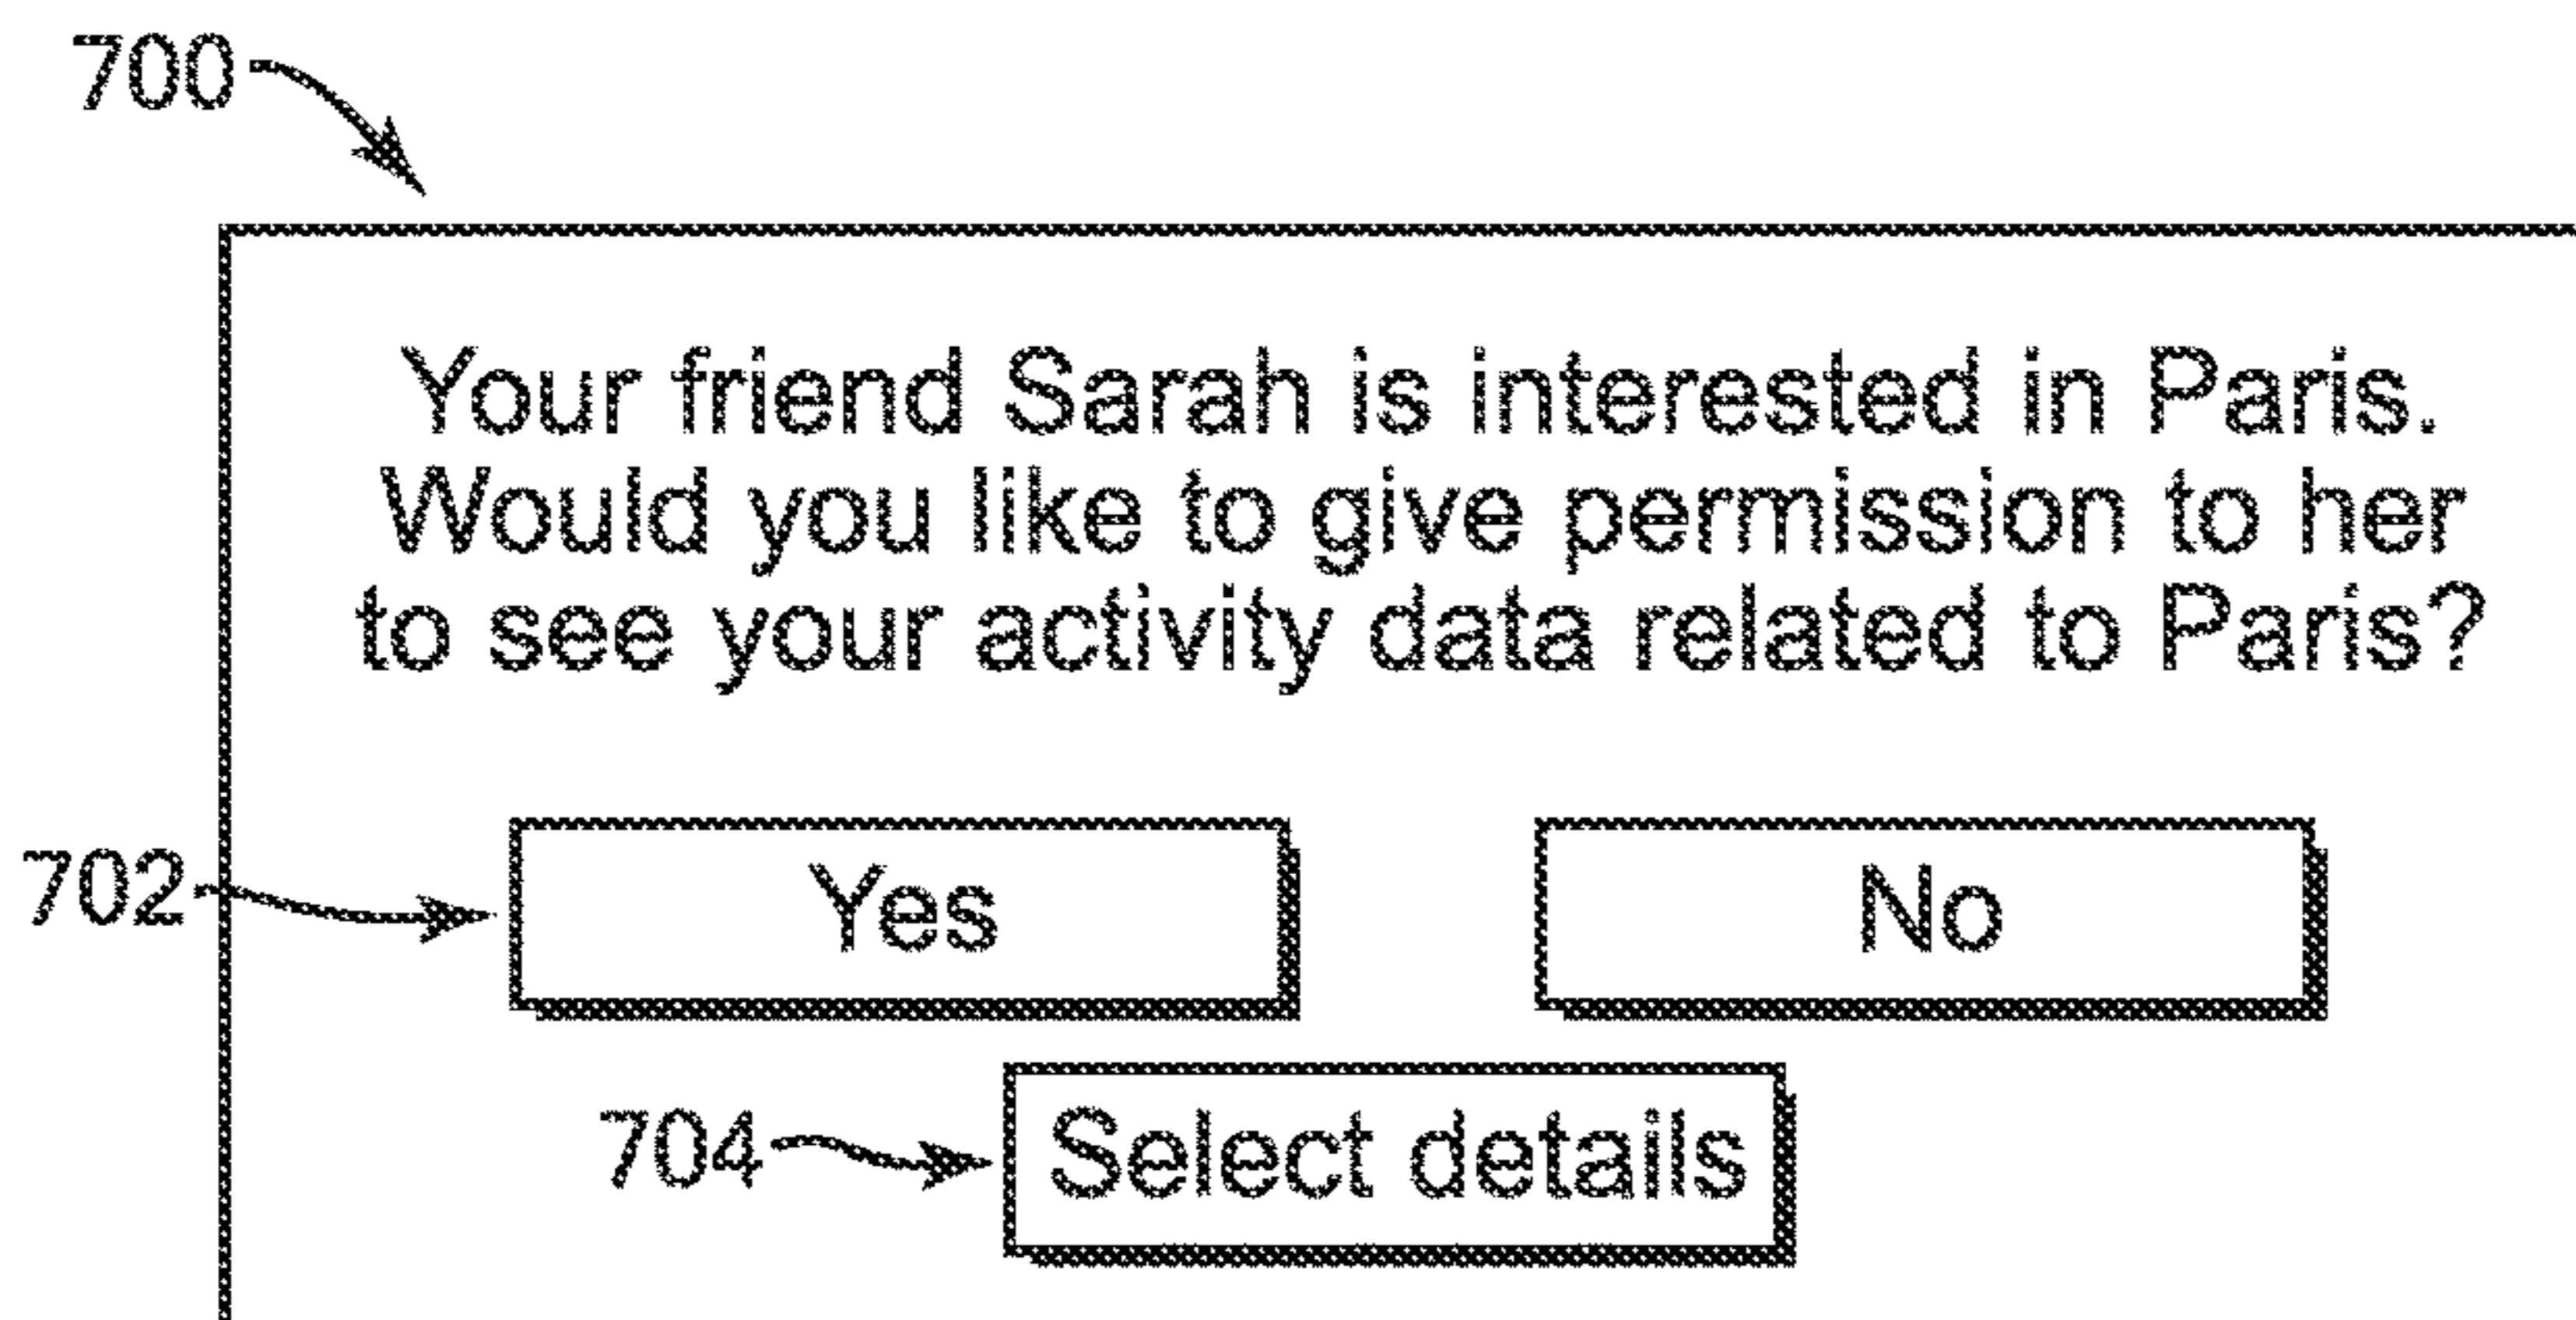 700
Your friend Sarah is interested in Paris.
Would you like to give permission to her
to see your activity data related to Paris?
702
Yes
No
704
Select details